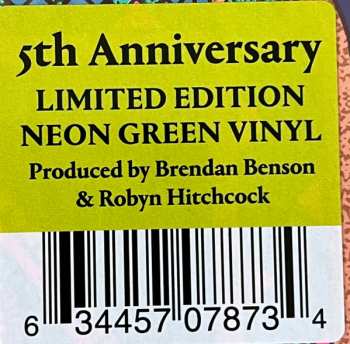 5th Anniversary
LIMITED EDITION
NEON GREEN VINYL
Produced by Brendan Benson
& Robyn Hitchcock
6 34457 07873 4